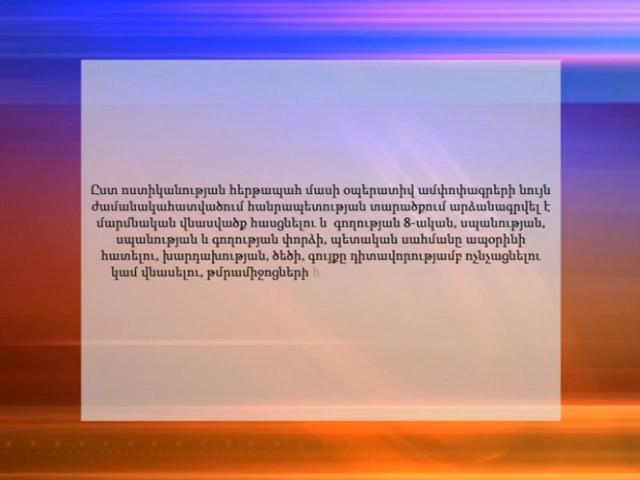 Ըստ ոստիկանության հերթապահ մասի օպերատիվ ամփոփագրերի նույն
ժամանակահատվածում հանրապետության տարածքում արձանագրվել է
մարմնական վնասվածք հասցնելու և գողության 8-ական, սպանության,
սպանության և գողության փորձի, պետական սահմանը ապօրինի
հատելու, խարդախության, ծեծի, գույքը դիտավորությամբ ոչնչացնելու
կամ վնասելու, թմրամիջոցների հ